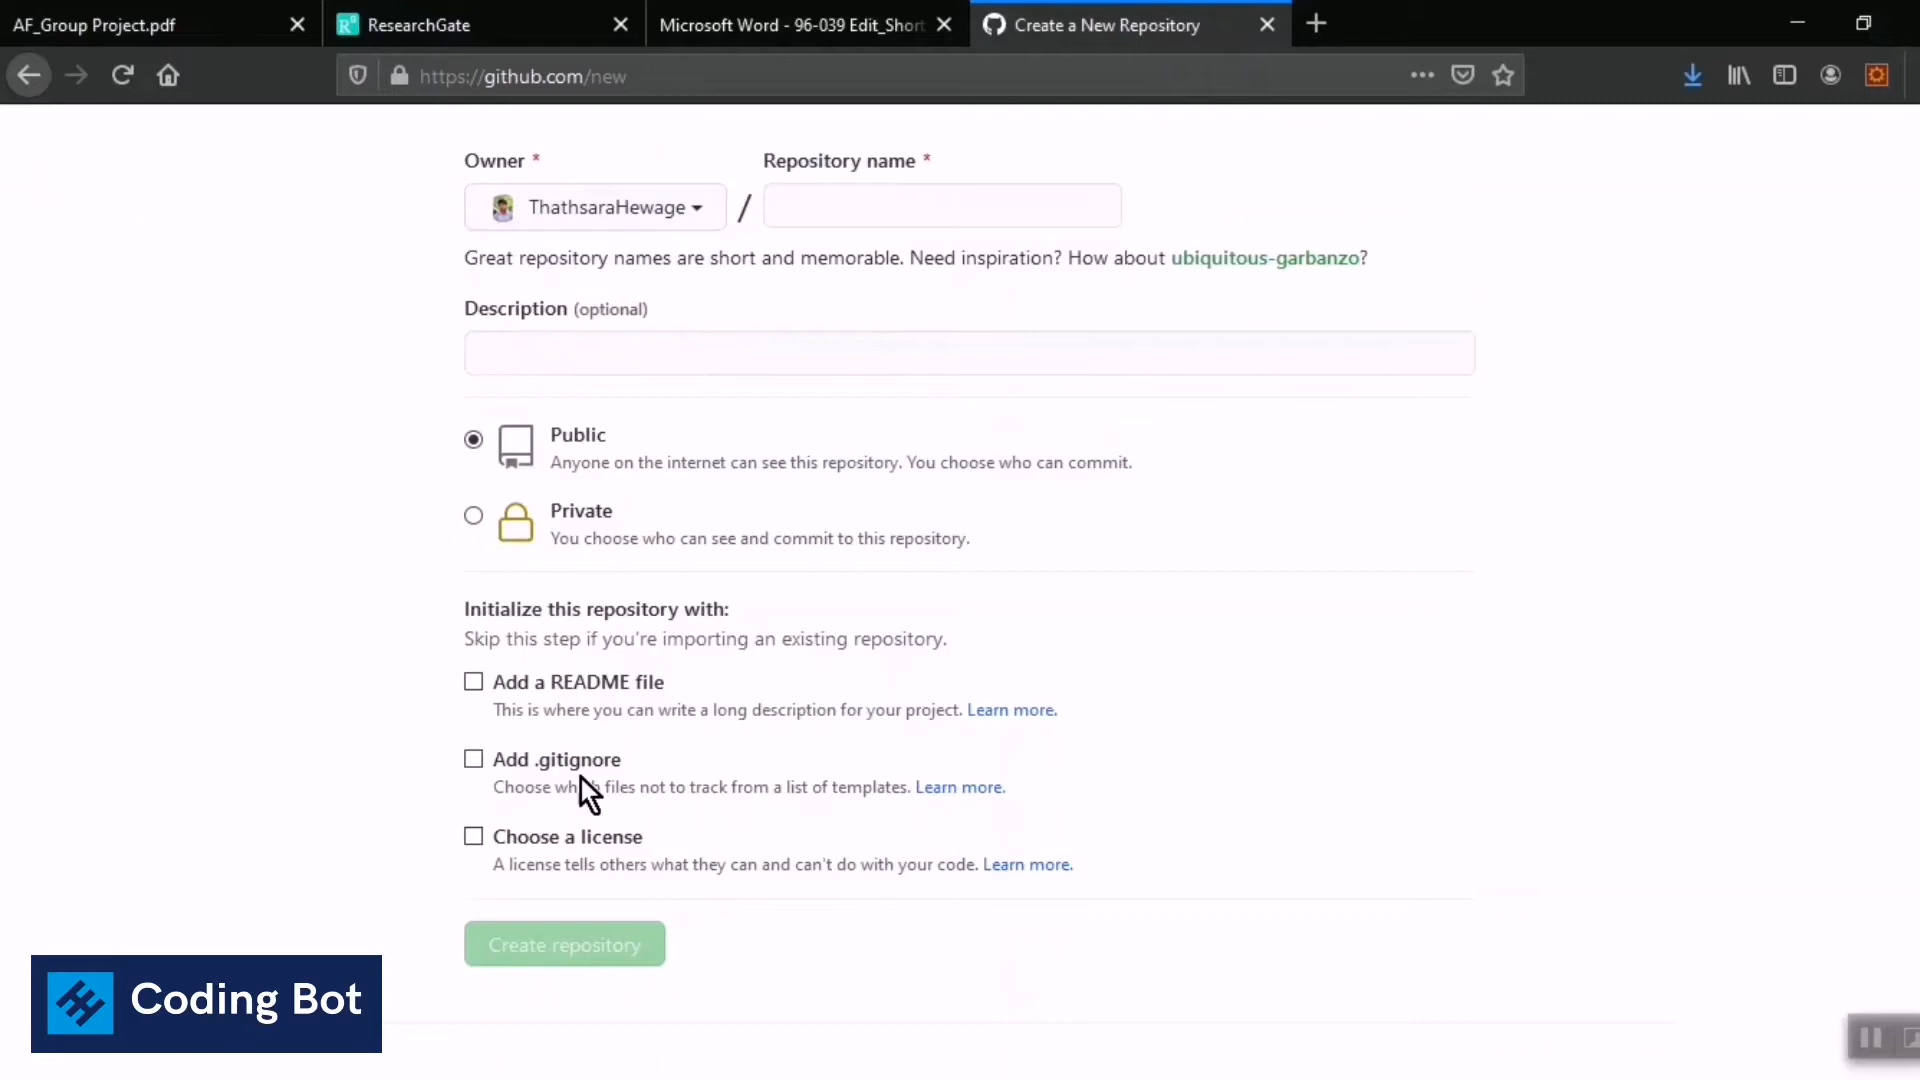 AF_Group Project.pdf
ResearchGate
Microsoft Word - 96-039 Edit_Short
Create a New Repository
https://github.com/new
Owner *
Repository name *
ThathsaraHewage
/
Great repository names are short and memorable. Need inspiration? How about ubiquitous-garbanzo?
Description (optional)
Public
Anyone on the internet can see this repository. You choose who can commit.
Private
You choose who can see and commit to this repository.
Initialize this repository with:
Skip this step if you're importing an existing repository.
Add a README file
This is where you can write a long description for your project. Learn more.
Add .gitignore
Choose which files not to track from a list of templates. Learn more.
Choose a license
A license tells others what they can and can't do with your code. Learn more.
Create repository
Coding Bot